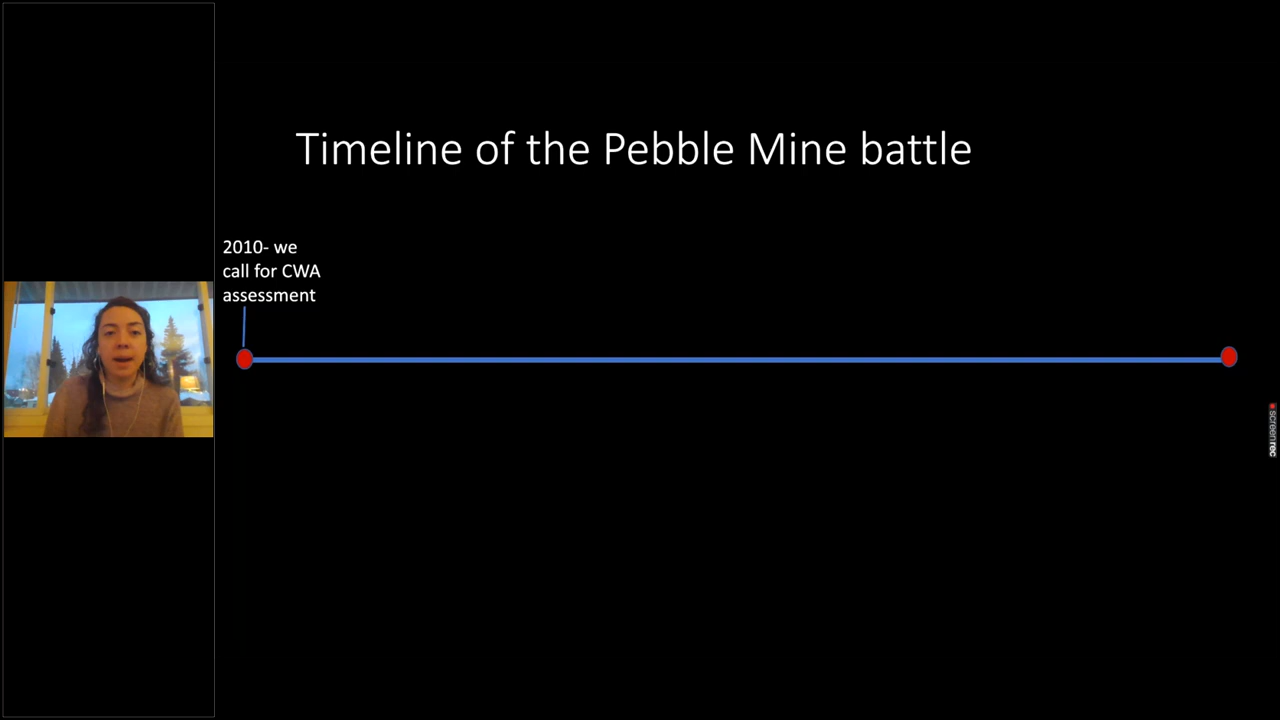 Timeline of the Pebble Mine battle
2010- we
call for CWA
assessment
screenrec